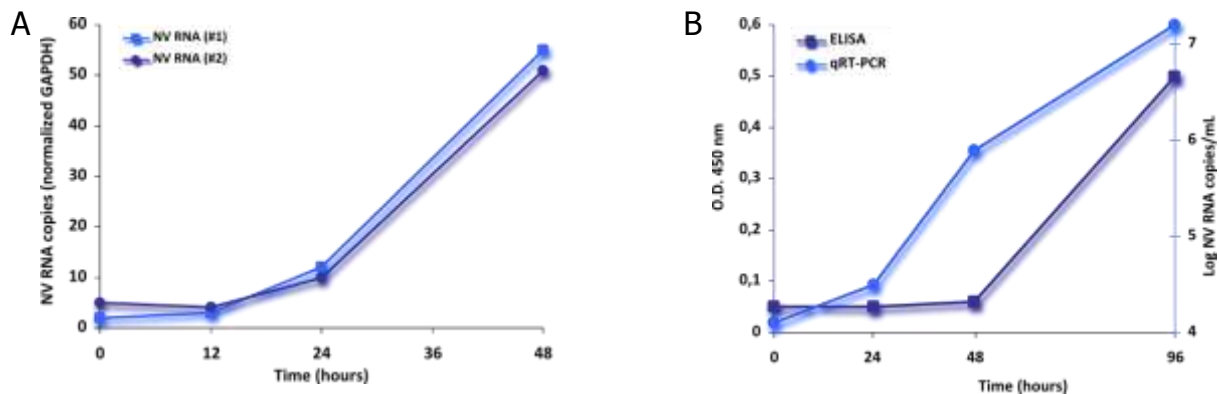 A
NV RNA (#1)
NV RNA (#2)
NV RNA copies (normalized GAPDH)
60
50
40
30
20
10
0
0 12 24 36 48
Time (hours)
B
ELISA
qRT-PCR
O.D. 450 nm
0,6
0,5
0,4
0,3
0,2
0,1
0
7
6
5
4
Log NV RNA copies/mL
0 24 48 96
Time (hours)